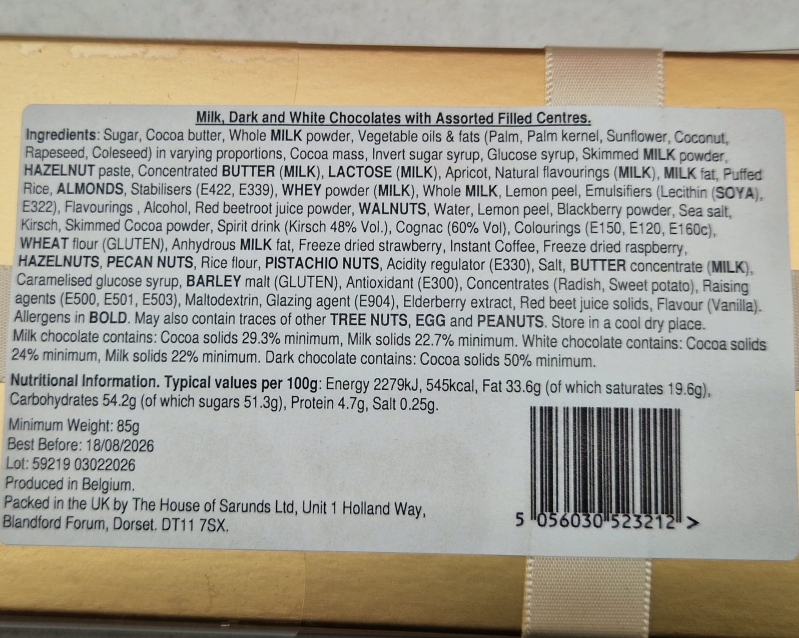 Milk, Dark and White Chocolates with Assorted Filled Centres.
Ingredients: Sugar, Cocoa butter, Whole MILK powder, Vegetable oils & fats (Palm, Palm kernel, Sunflower, Coconut,
Rapeseed, Coleseed) in varying proportions, Cocoa mass, Invert sugar syrup, Glucose syrup, Skimmed MILK powder,
HAZELNUT paste, Concentrated BUTTER (MILK), LACTOSE (MILK), Apricot, Natural flavourings (MILK), MILK fat, Puffed
Rice, ALMONDS, Stabilisers (E422, E339), WHEY powder (MILK), Whole MILK, Lemon peel, Emulsifiers (Lecithin (SOYA),
E322), Flavourings , Alcohol, Red beetroot juice powder, WALNUTS, Water, Lemon peel, Blackberry powder, Sea salt,
Kirsch, Skimmed Cocoa powder, Spirit drink (Kirsch 48% Vol.), Cognac (60% Vol), Colourings (E150, E120, E160c),
WHEAT flour (GLUTEN), Anhydrous MILK fat, Freeze dried strawberry, Instant Coffee, Freeze dried raspberry,
HAZELNUTS, PECAN NUTS, Rice flour, PISTACHIO NUTS, Acidity regulator (E330), Salt, BUTTER concentrate (MILK),
Caramelised glucose syrup, BARLEY malt (GLUTEN), Antioxidant (E300), Concentrates (Radish, Sweet potato), Raising
agents (E500, E501, E503), Maltodextrin, Glazing agent (E904), Elderberry extract, Red beet juice solids, Flavour (Vanilla).
Allergens in BOLD. May also contain traces of other TREE NUTS, EGG and PEANUTS. Store in a cool dry place.
Milk chocolate contains: Cocoa solids 29.3% minimum, Milk solids 22.7% minimum. White chocolate contains: Cocoa solids
24% minimum, Milk solids 22% minimum. Dark chocolate contains: Cocoa solids 50% minimum.
Nutritional Information. Typical values per 100g: Energy 2279kJ, 545kcal, Fat 33.6g (of which saturates 19.6g),
Carbohydrates 54.2g (of which sugars 51.3g), Protein 4.7g, Salt 0.25g.
Minimum Weight: 85g
Best Before: 18/08/2026
Lot: 59219 03022026
Produced in Belgium.
Packed in the UK by The House of Sarunds Ltd, Unit 1 Holland Way,
Blandford Forum, Dorset. DT11 7SX.
5 056030 523212 >